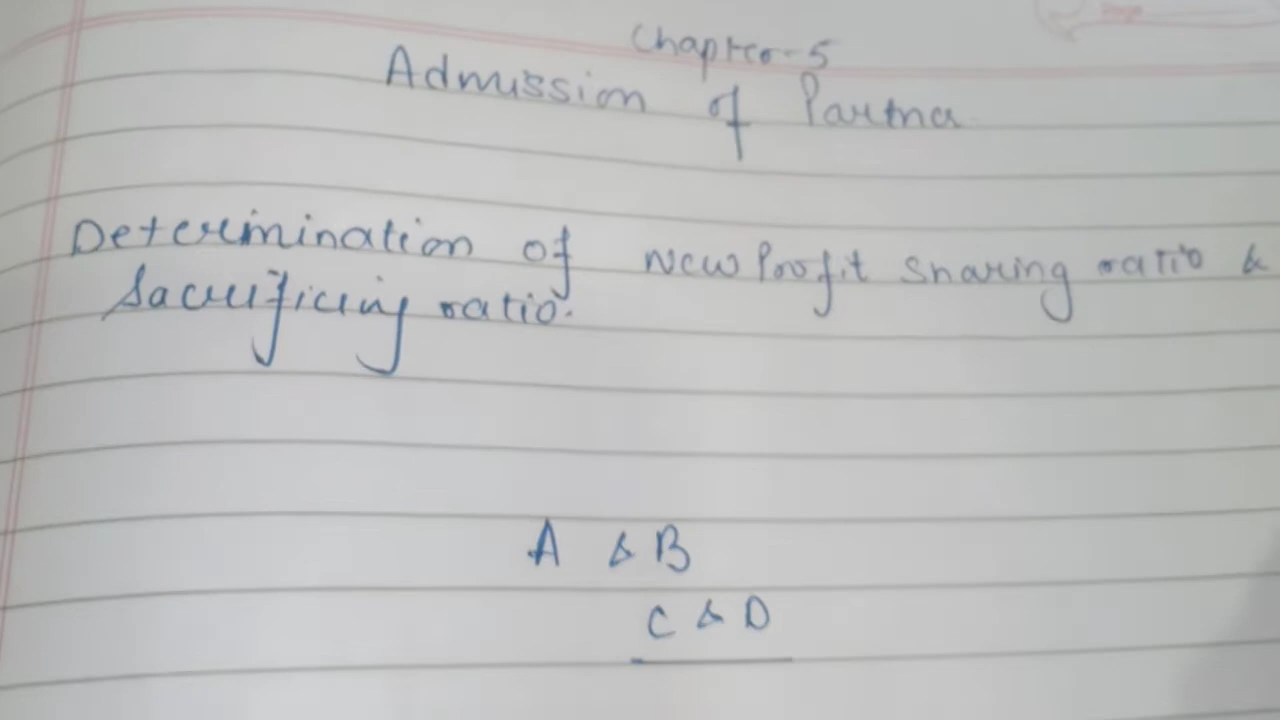 Chapter-5
Admission of Partner
Determination of New Profit Sharing ratio &
Sacrificing ratio.
A & B
C & D